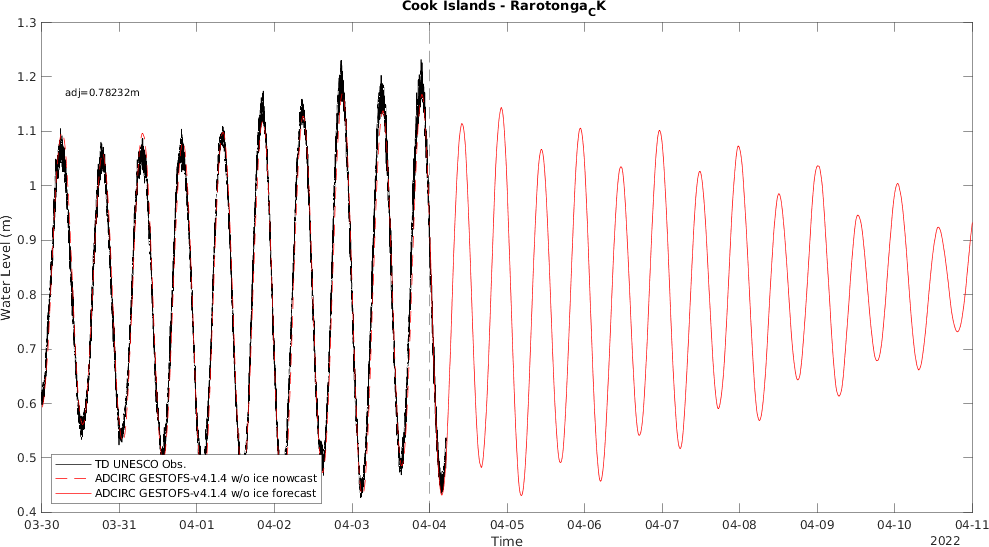 Cook Islands - Rarotonga_CK
1.3
1.2
1.1
1
0.9
0.8
0.7
0.6
0.5
0.4
Water Level (m)
adj=0.78232m
TD UNESCO Obs.
ADCIRC GESTOFS-v4.1.4 w/o ice nowcast
ADCIRC GESTOFS-v4.1.4 w/o ice forecast
03-30 03-31 04-01 04-02 04-03 04-04 04-05 04-06 04-07 04-08 04-09 04-10 04-11
Time
2022